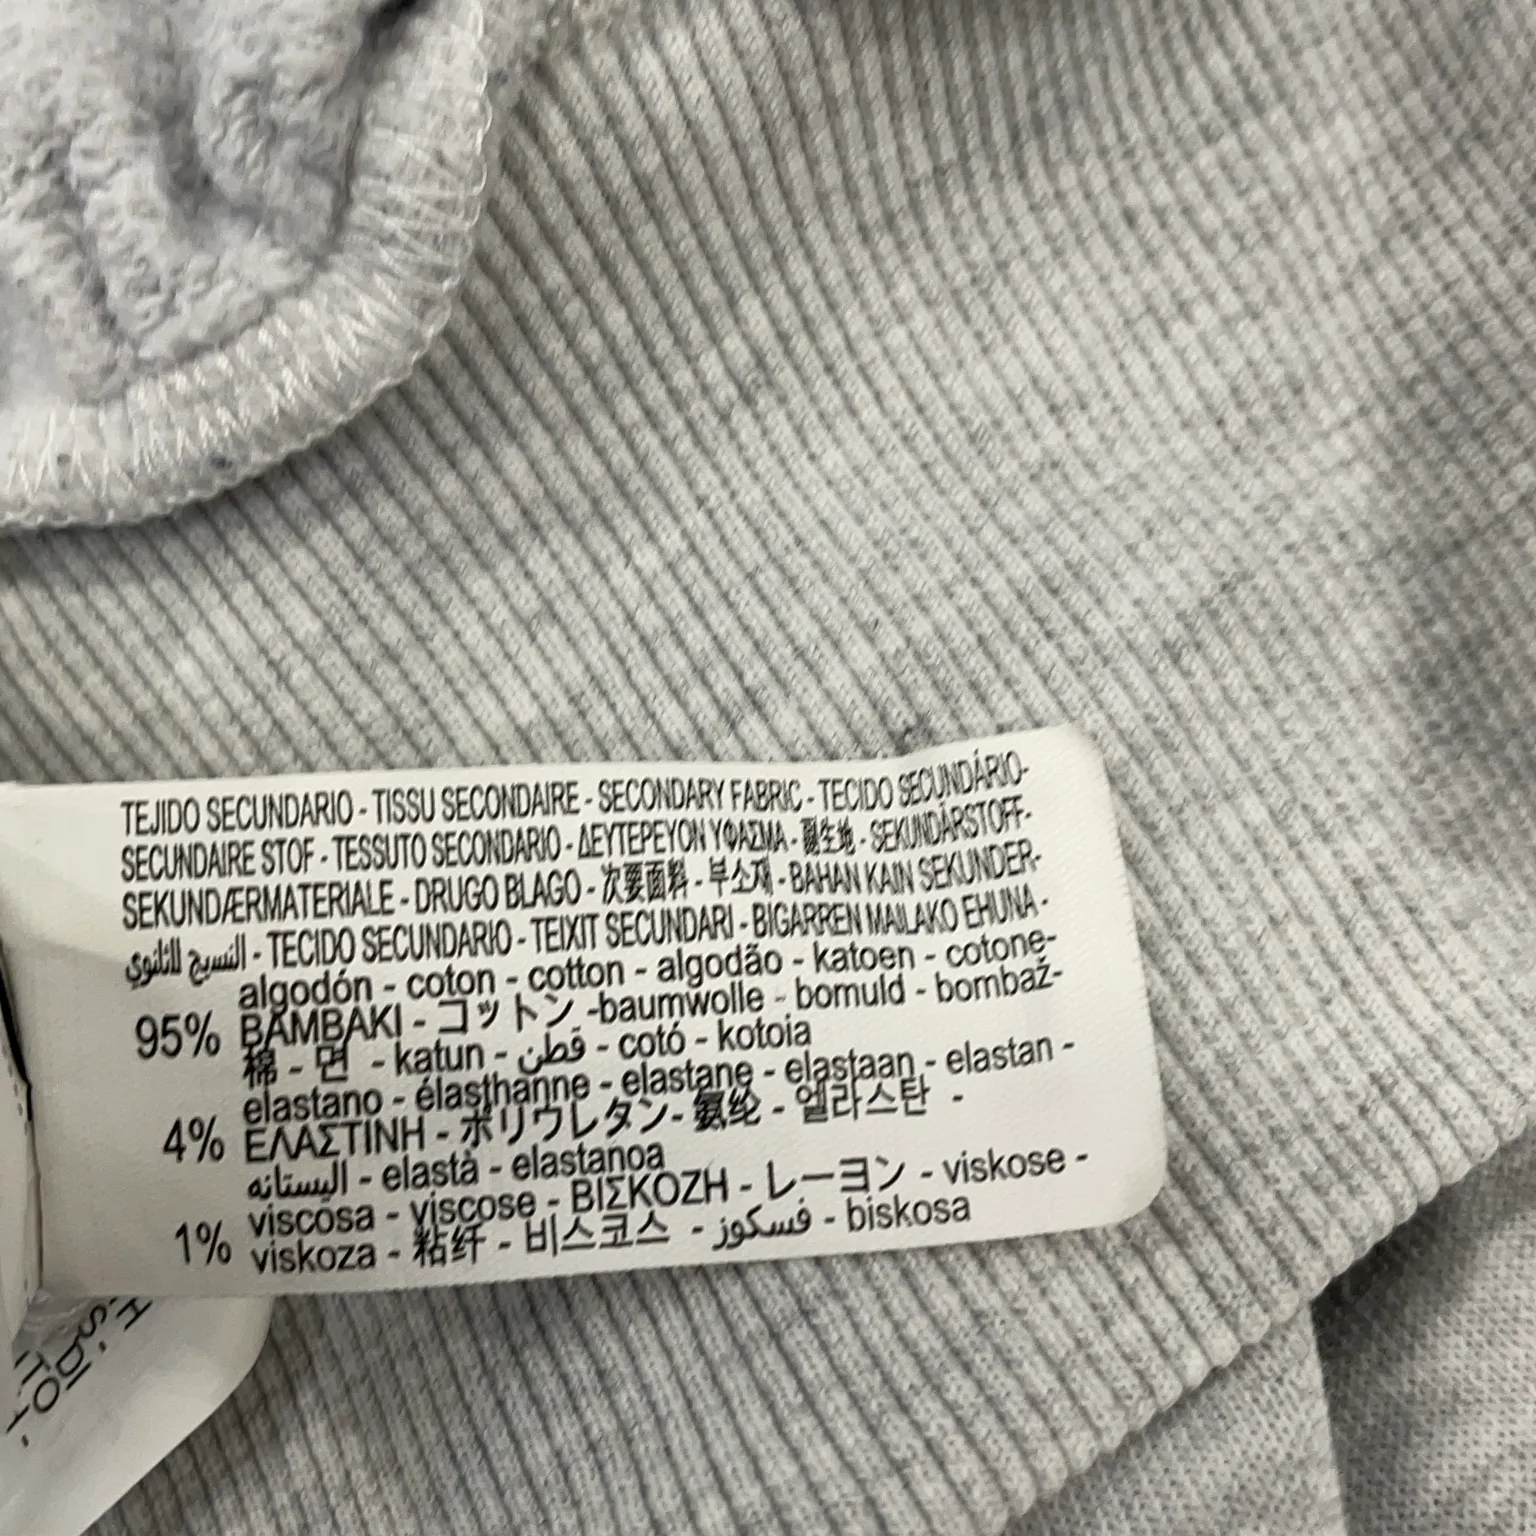 TEJIDO SECUNDARIO - TISSU SECONDAIRE - SECONDARY FABRIC - TECIDO SECUNDÁRIO-
SECUNDAIRE STOF - TESSUTO SECONDARIO - ΔΕΥΤΕΡΕΥΟΝ ΥΦΑΣΜΑ - 副生地 - SEKUNDÄRSTOFF-
SEKUNDÆRMATERIALE - DRUGO BLAGO - 次要面料 - 부소재 - BAHAN KAIN SEKUNDER-
النسيج الثانوي - TECIDO SECUNDARIO - TEIXIT SECUNDARI - BIGARREN MAILAKO EHUNA -
algodón - coton - cotton - algodão - katoen - cotone-
95% BAMBAKI - コットン -baumwolle - bomuld - bombaž-
棉 - 면 - katun - قطن - cotó - kotoia
elastano - élasthanne - elastane - elastaan - elastan -
4% ΕΛΑΣΤΙΝΗ - ポリウレタン- 氨纶 - 엘라스탄 -
اليستانه - elastà - elastanoa
viscosa - viscose - ΒΙΣΚΟΖΗ - レーヨン - viskose -
1% viskoza - 粘纤 - 비스코스 - فسكوز - biskosa